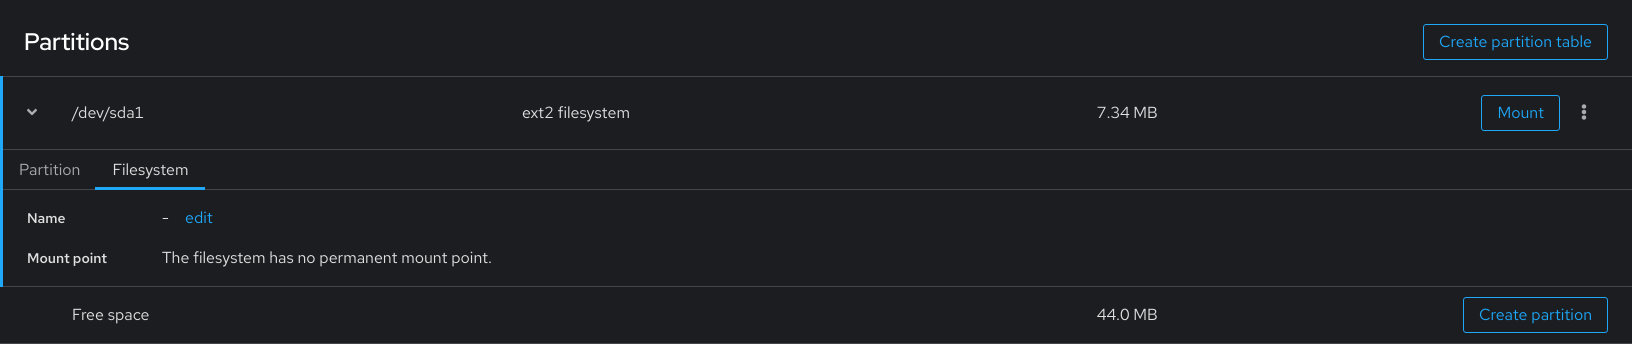 Partitions
Create partition table
/dev/sda1 ext2 filesystem 7.34 MB Mount
Partition Filesystem
Name - edit
Mount point The filesystem has no permanent mount point.
Free space 44.0 MB Create partition